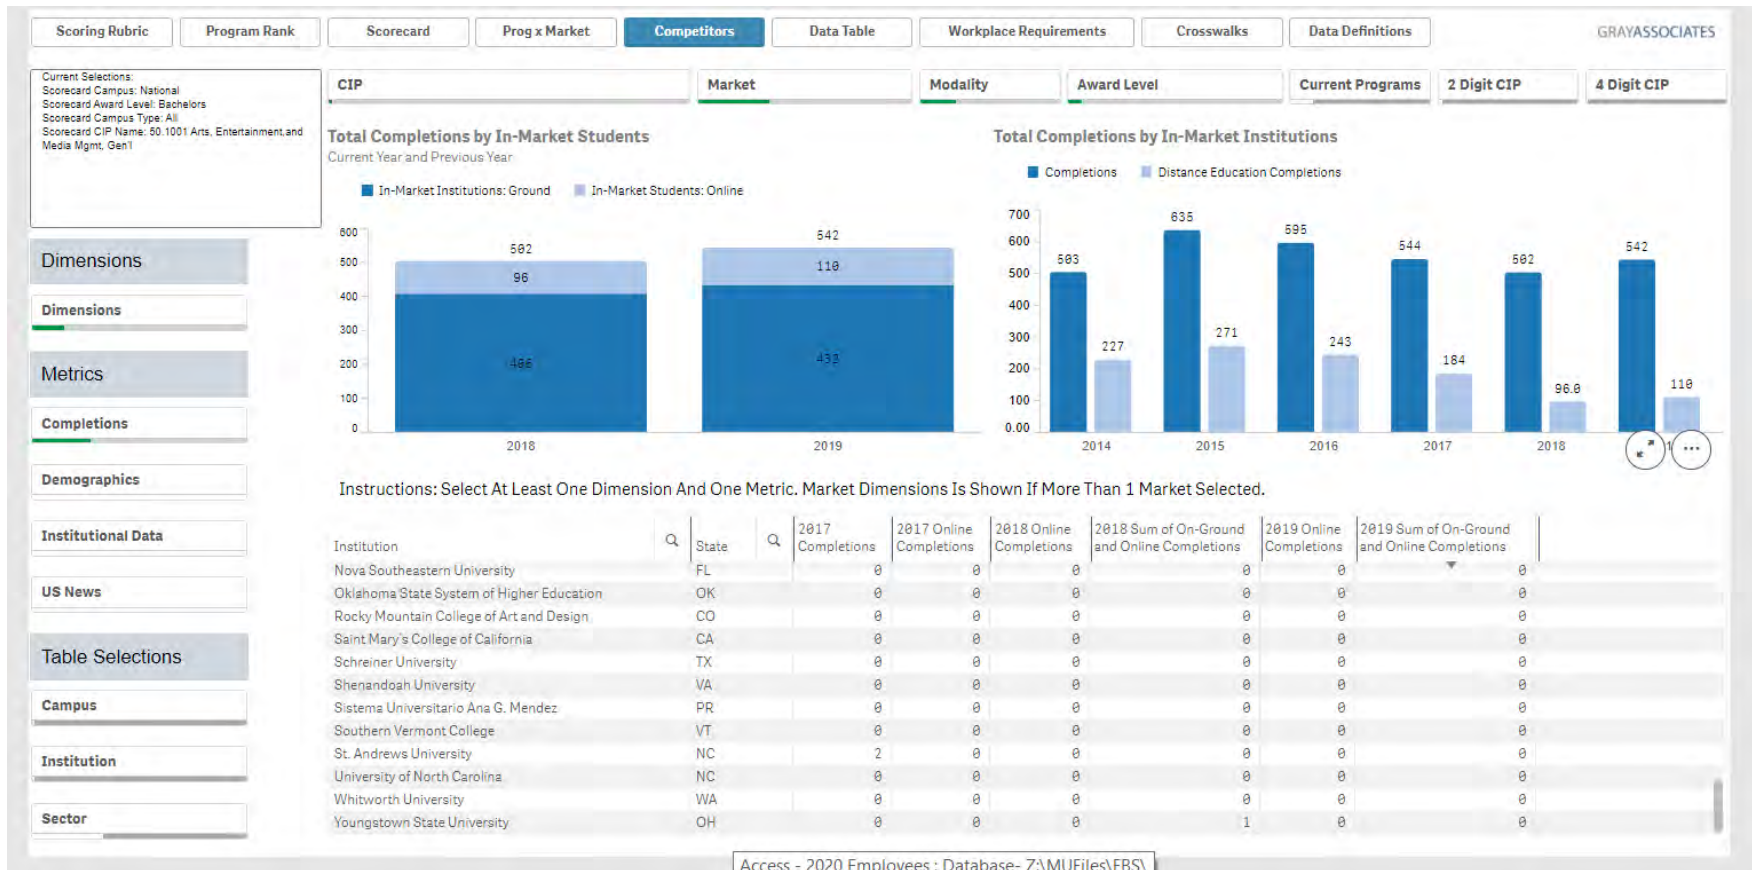 Scoring Rubric
Program Rank
Scorecard
Prog x Market
Competitors
Data Table
Workplace Requirements
Crosswalks
Data Definitions
GRAYASSOCIATES
Current Selections:
Scorecard Campus: National
Scorecard Award Level: Bachelors
Scorecard Campus Type: All
Scorecard CIP Name: 50.1001 Arts, Entertainment,and
Media Mgmt, Gen'l
CIP
Market
Modality
Award Level
Current Programs
2 Digit CIP
4 Digit CIP
Dimensions
Dimensions
Metrics
Completions
Demographics
Institutional Data
US News
Table Selections
Campus
Institution
Sector
Total Completions by In-Market Students
Current Year and Previous Year
In-Market Institutions: Ground
In-Market Students: Online
600
500
400
300
200
100
0
502
96
406
542
110
433
2018
2019
Total Completions by In-Market Institutions
Completions
Distance Education Completions
700
600
500
400
300
200
100
0.00
503
227
635
271
595
243
544
184
502
96.0
542
110
2014
2015
2016
2017
2018
Instructions: Select At Least One Dimension And One Metric. Market Dimensions Is Shown If More Than 1 Market Selected.
Institution State 2017 Completions 2017 Online Completions 2018 Online Completions 2018 Sum of On-Ground and Online Completions 2019 Online Completions 2019 Sum of On-Ground and Online Completions
Nova Southeastern University FL 0 0 0 0 0 0
Oklahoma State System of Higher Education OK 0 0 0 0 0 0
Rocky Mountain College of Art and Design CO 0 0 0 0 0 0
Saint Mary's College of California CA 0 0 0 0 0 0
Schreiner University TX 0 0 0 0 0 0
Shenandoah University VA 0 0 0 0 0 0
Sistema Universitario Ana G. Mendez PR 0 0 0 0 0 0
Southern Vermont College VT 0 0 0 0 0 0
St. Andrews University NC 2 0 0 0 0 0
University of North Carolina NC 0 0 0 0 0 0
Whitworth University WA 0 0 0 0 0 0
Youngstown State University OH 0 0 0 1 0 0
Access - 2020 Employees : Database- Z:\MUFiles\FBS\